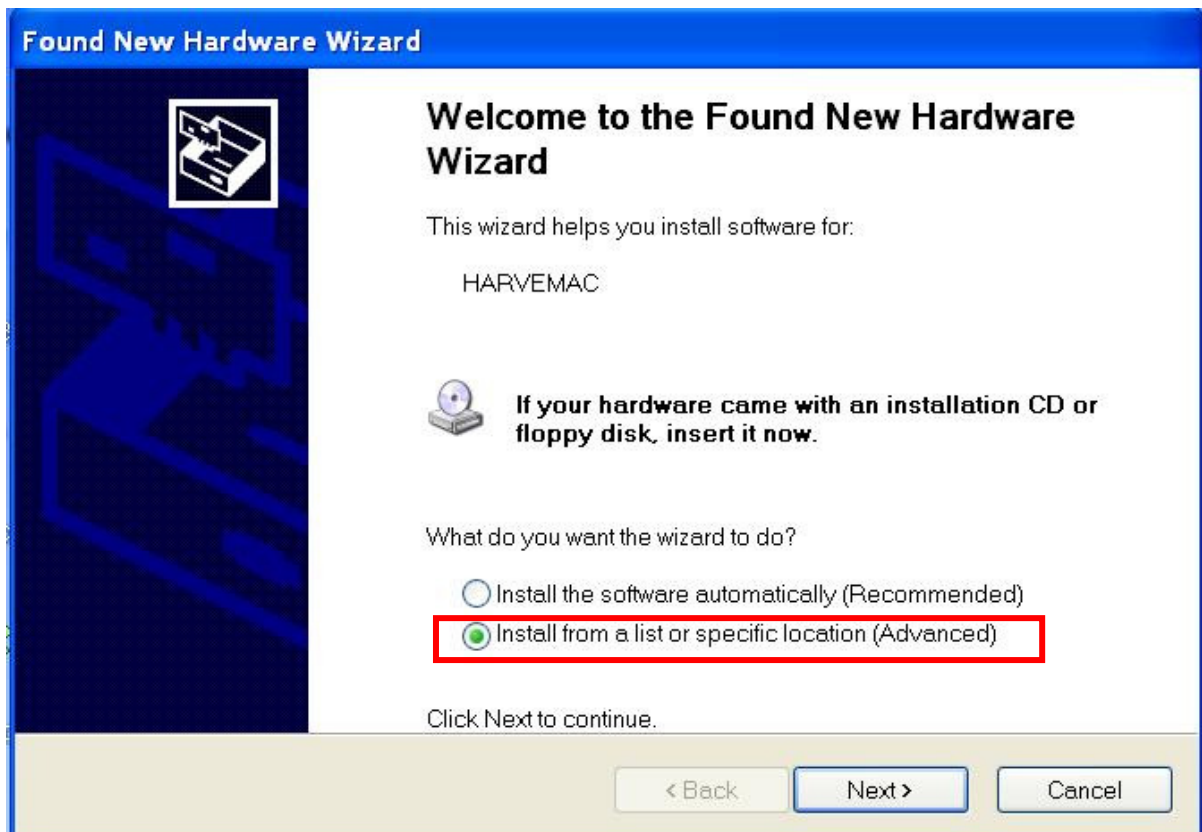 Found New Hardware Wizard
Welcome to the Found New Hardware
Wizard
This wizard helps you install software for:
HARVEMAC
If your hardware came with an installation CD or
floppy disk, insert it now.
What do you want the wizard to do?
Install the software automatically (Recommended)
Install from a list or specific location (Advanced)
Click Next to continue.
< Back Next > Cancel